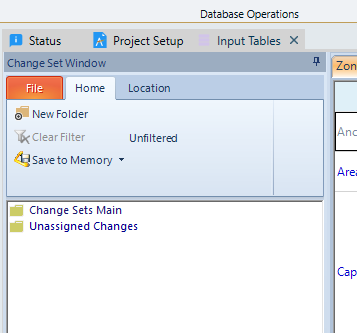 Database Operations
Status Project Setup Input Tables
Change Set Window
Zon
File Home Location
New Folder
Clear Filter Unfiltered
Anc
Save to Memory
Area
Change Sets Main
Unassigned Changes
Cap